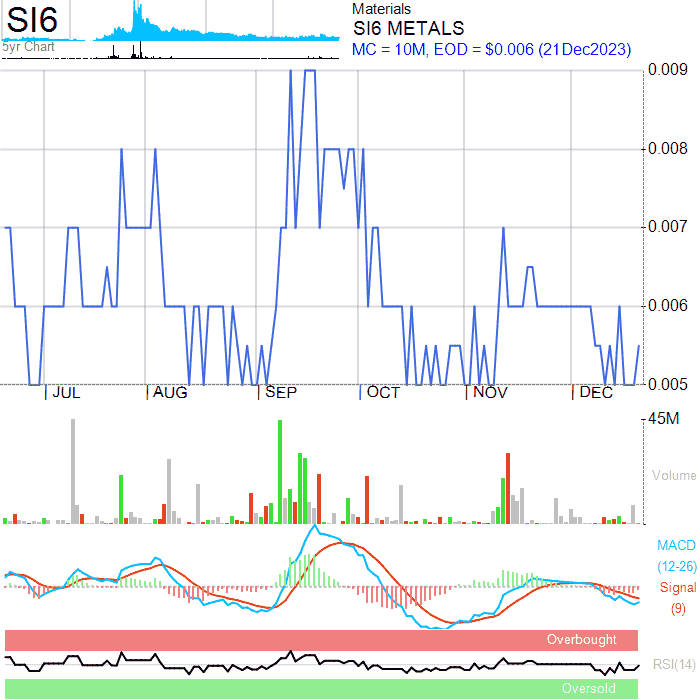 SI6
5yr Chart
Materials
SI6 METALS
MC = 10M, EOD = $0.006 (21Dec2023)
0.009
0.008
0.007
0.006
0.005
JUL AUG SEP OCT NOV DEC
45M
Volume
MACD
(12-26)
Signal
(9)
Overbought
RSI(14)
Oversold